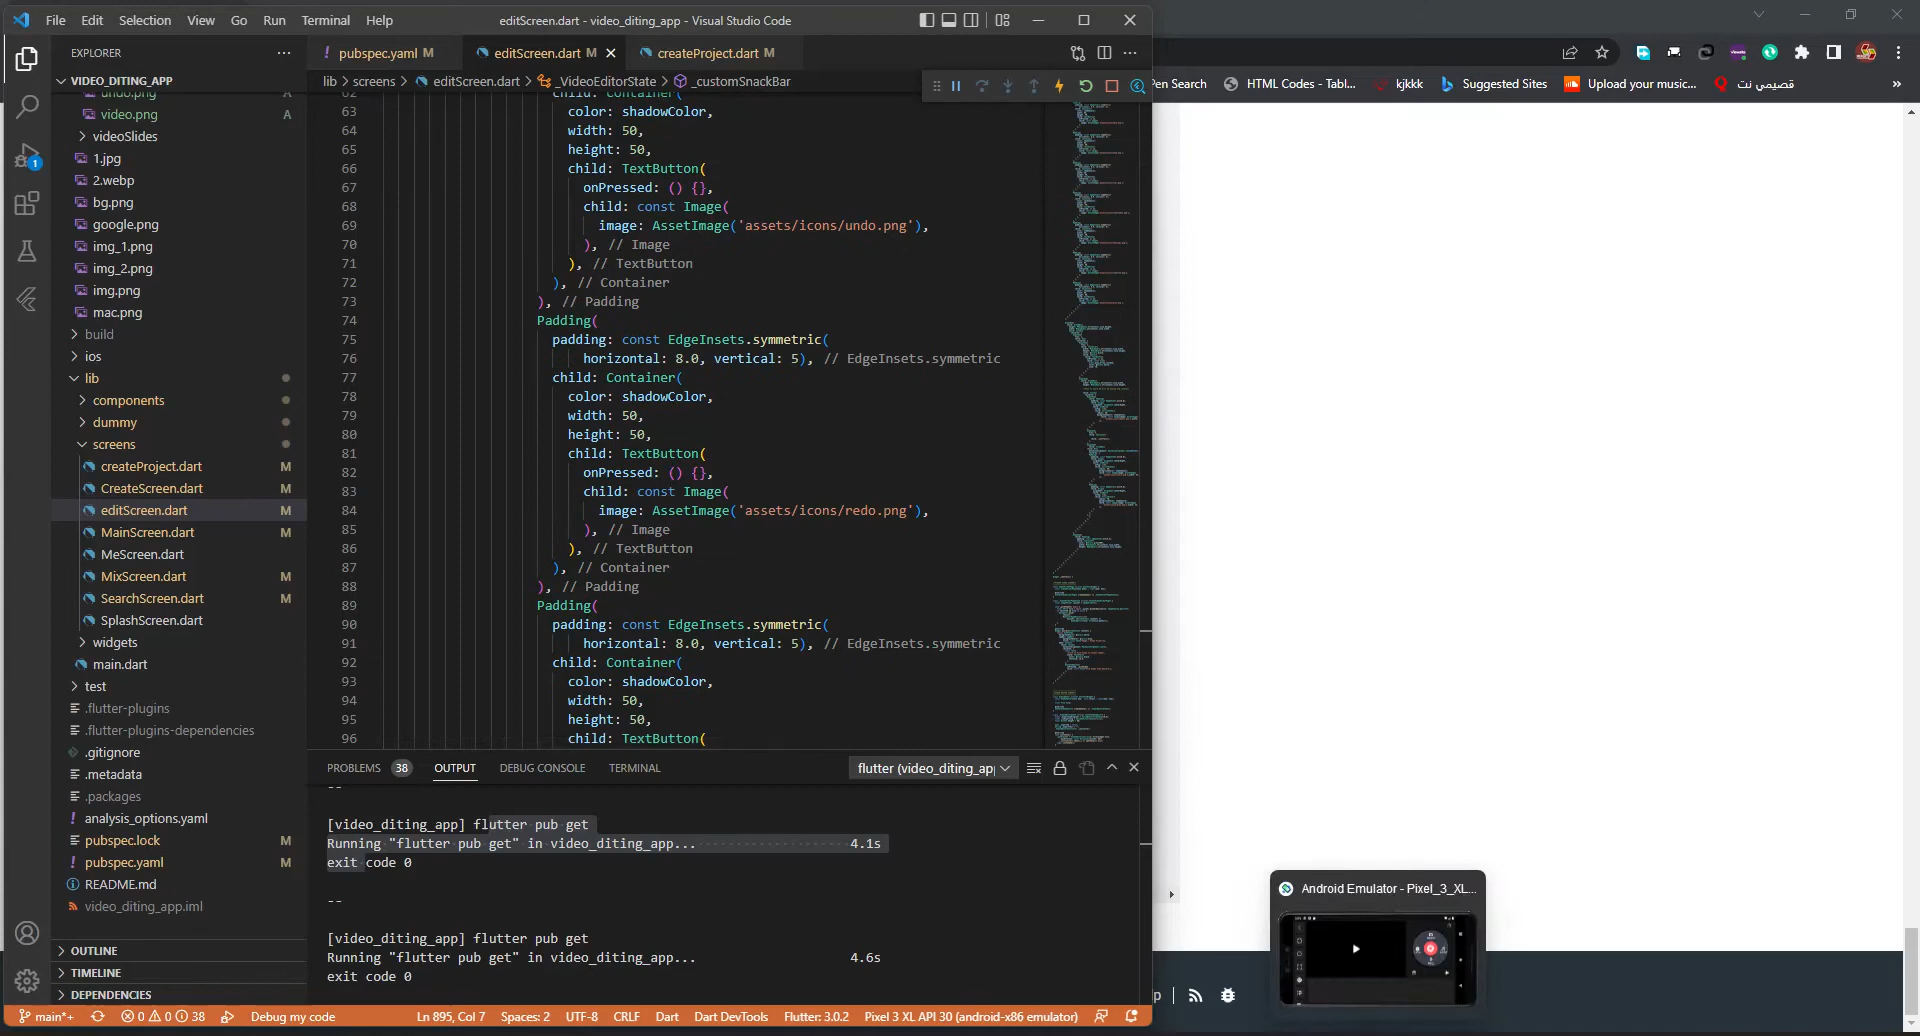 File Edit Selection View Go Run Terminal Help
editScreen.dart - video_diting_app - Visual Studio Code
EXPLORER
VIDEO_DITING_APP
undo.png A
video.png A
videoSlides
1.jpg
2.webp
bg.png
google.png
img_1.png
img_2.png
img.png
mac.png
build
ios
lib
components
dummy
screens
createProject.dart M
CreateScreen.dart M
editScreen.dart M
MainScreen.dart M
MeScreen.dart
MixScreen.dart M
SearchScreen.dart M
SplashScreen.dart
widgets
main.dart
test
.flutter-plugins
.flutter-plugins-dependencies
.gitignore
.metadata
.packages
analysis_options.yaml
pubspec.lock
pubspec.yaml M
README.md
video_diting_app.iml
OUTLINE
TIMELINE
DEPENDENCIES
1
pubspec.yaml M editScreen.dart M createProject.dart M
lib > screens > editScreen.dart > _VideoEditorState > _customSnackBar
62 child: Container(
63 color: shadowColor,
64 width: 50,
65 height: 50,
66 child: TextButton(
67 onPressed: () {},
68 child: const Image(
69 image: AssetImage('assets/icons/undo.png'),
70 ), // Image
71 ), // TextButton
72 ), // Container
73 ), // Padding
74 Padding(
75 padding: const EdgeInsets.symmetric(
76 horizontal: 8.0, vertical: 5), // EdgeInsets.symmetric
77 child: Container(
78 color: shadowColor,
79 width: 50,
80 height: 50,
81 child: TextButton(
82 onPressed: () {},
83 child: const Image(
84 image: AssetImage('assets/icons/redo.png'),
85 ), // Image
86 ), // TextButton
87 ), // Container
88 ), // Padding
89 Padding(
90 padding: const EdgeInsets.symmetric(
91 horizontal: 8.0, vertical: 5), // EdgeInsets.symmetric
92 child: Container(
93 color: shadowColor,
94 width: 50,
95 height: 50,
96 child: TextButton(
PROBLEMS 38 OUTPUT DEBUG CONSOLE TERMINAL
flutter (video_diting_ap
--
[video_diting_app] flutter pub get
Running "flutter pub get" in video_diting_app... 4.1s
exit code 0
--
[video_diting_app] flutter pub get
Running "flutter pub get" in video_diting_app... 4.6s
exit code 0
main*+ 0 0 38 Debug my code Ln 895, Col 7 Spaces: 2 UTF-8 CRLF Dart Dart DevTools Flutter: 3.0.2 Pixel 3 XL API 30 (android-x86 emulator)
Pen Search HTML Codes - Tabl... kjkkk Suggested Sites Upload your music... قصيمي نت »
Android Emulator - Pixel_3_XL...
p